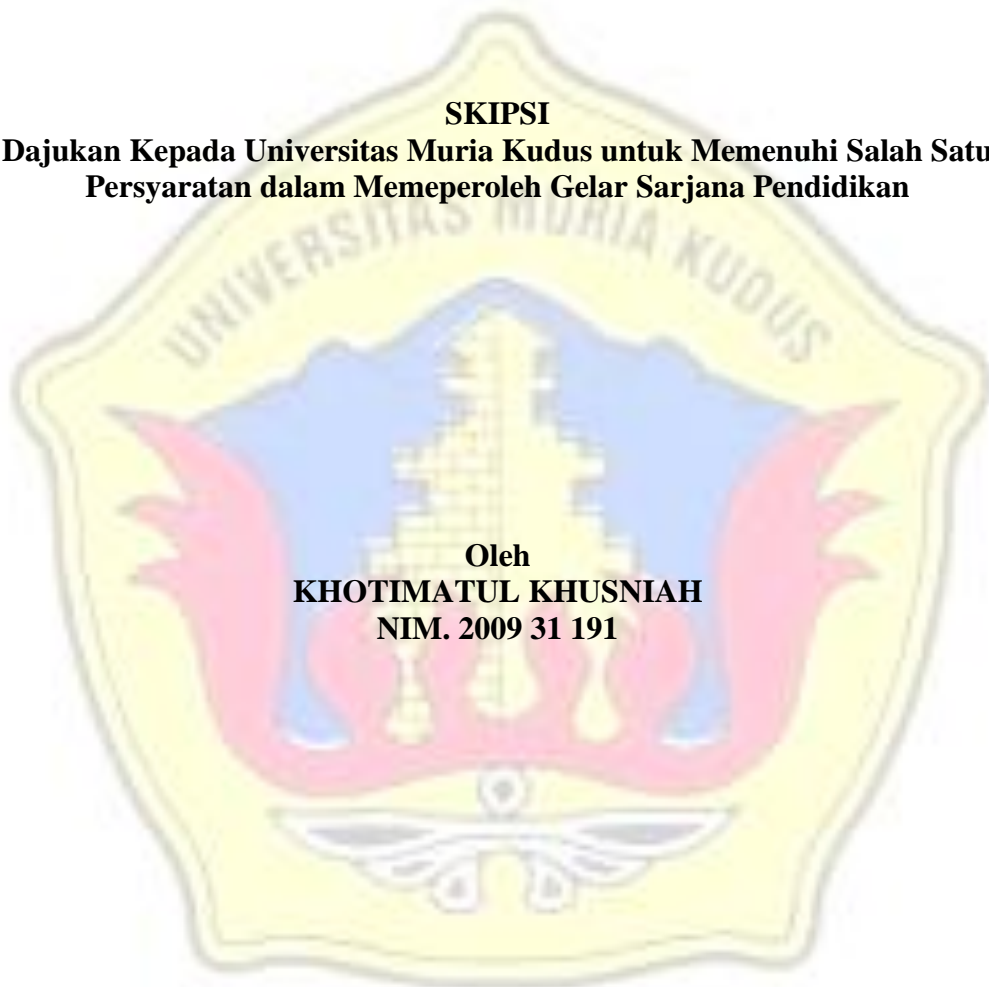 SKIPSI
Dajukan Kepada Universitas Muria Kudus untuk Memenuhi Salah Satu
Persyaratan dalam Memeperoleh Gelar Sarjana Pendidikan
UNIVERSITAS MURIA KUDUS
Oleh
KHOTIMATUL KHUSNIAH
NIM. 2009 31 191